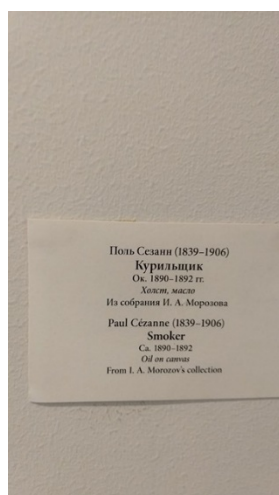 Поль Сезанн (1839–1906)
Курильщик
Ок. 1890–1892 гг.
Холст, масло
Из собрания И. А. Морозова
Paul Cézanne (1839–1906)
Smoker
Ca. 1890–1892
Oil on canvas
From I. A. Morozov's collection